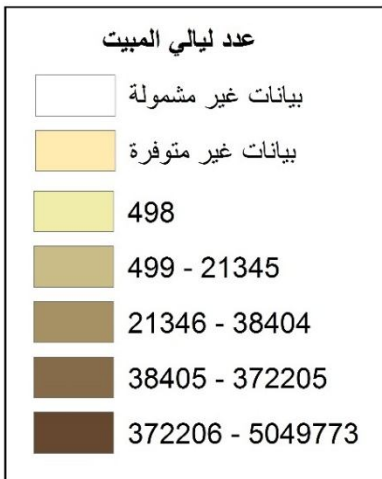 عدد ليالي المبيت
بيانات غير مشمولة
بيانات غير متوفرة
498
499 - 21345
21346 - 38404
38405 - 372205
372206 - 5049773